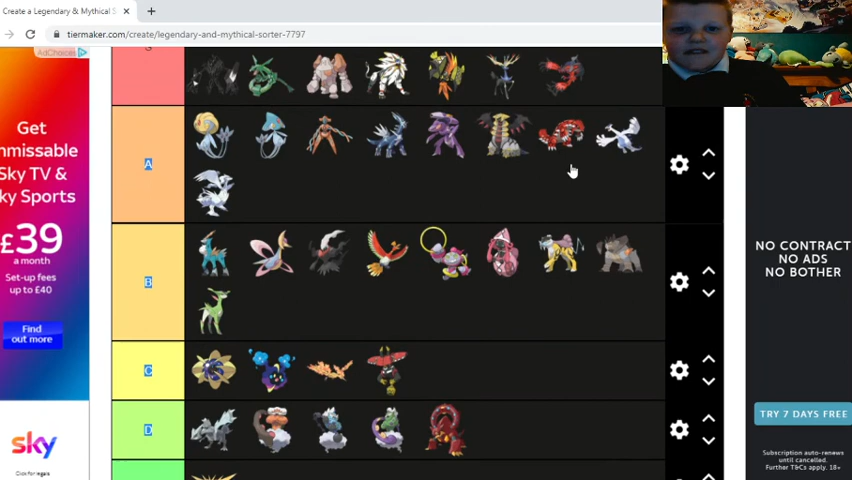 Create a Legendary & Mythical S
tiermaker.com/create/legendary-and-mythical-sorter-7797
AdChoices
Get
nmissable
Sky TV &
ky Sports
£39
a month
Set-up fees
up to £40
Find
out more
sky
A
B
C
D
NO CONTRACT
NO ADS
NO BOTHER
TRY 7 DAYS FREE
Subscription auto-renews
until cancelled.
Further T&Cs apply. 18+